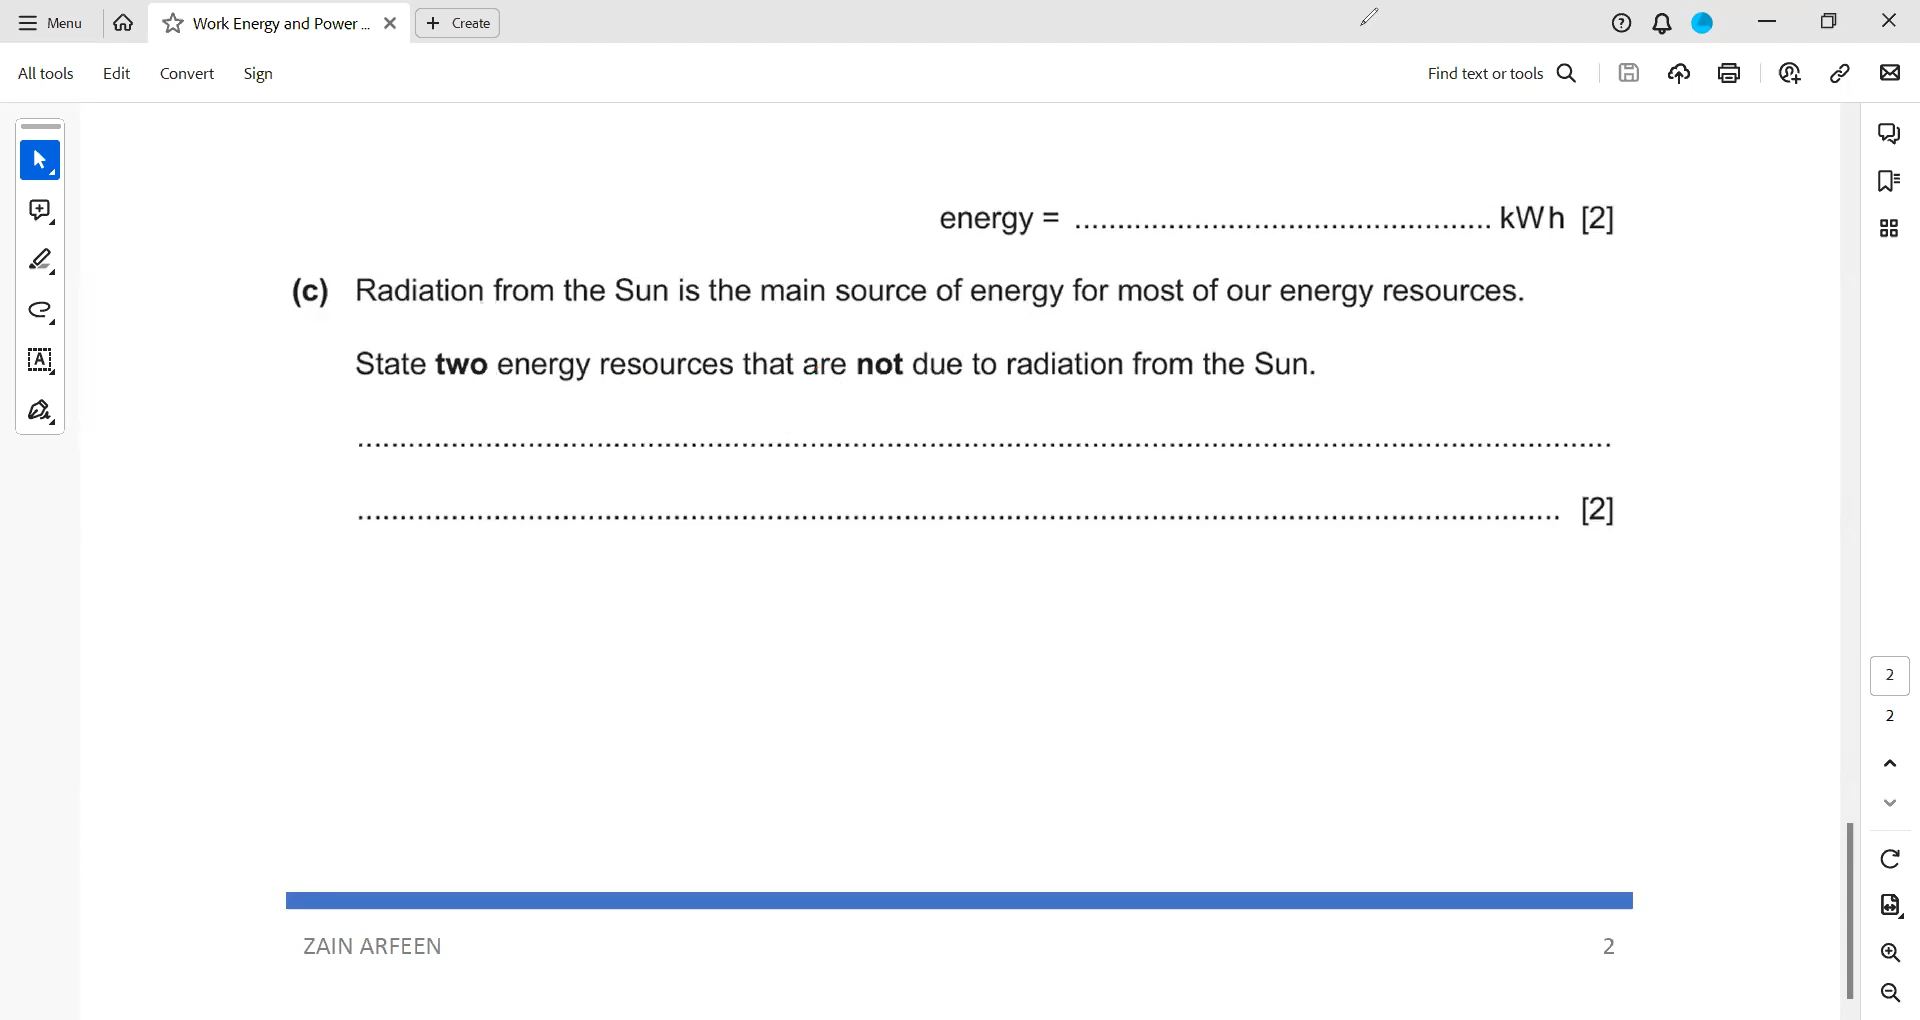 Menu
Work Energy and Power ...
Create
All tools
Edit
Convert
Sign
Find text or tools
energy = ................................................ kWh [2]
(c) Radiation from the Sun is the main source of energy for most of our energy resources.
State two energy resources that are not due to radiation from the Sun.
....................................................................................................................................................
.............................................................................................................................................. [2]
2
2
ZAIN ARFEEN
2